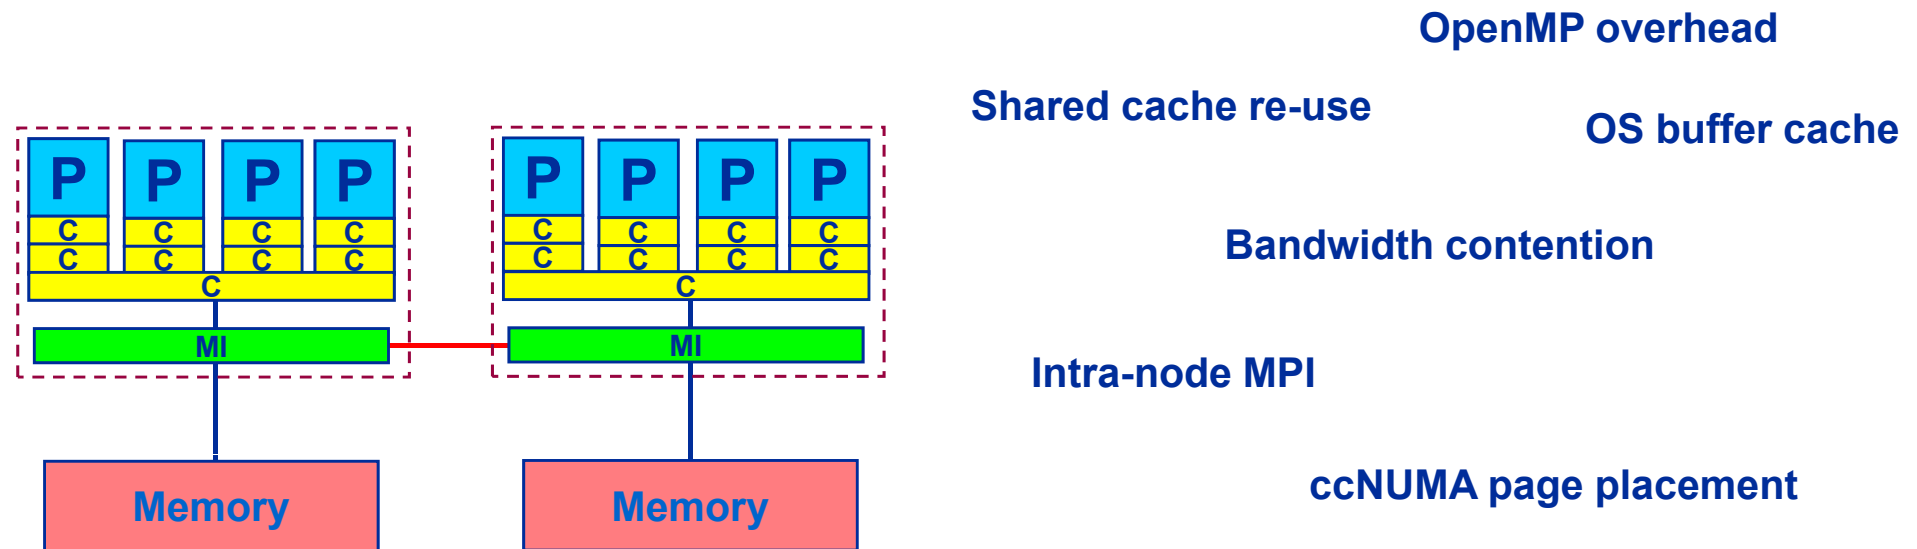 OpenMP overhead
Shared cache re-use
OS buffer cache
P P P P P P P P
C C C C C C C C
C C C C C C C C
C C
Bandwidth contention
MI MI
Intra-node MPI
ccNUMA page placement
Memory Memory